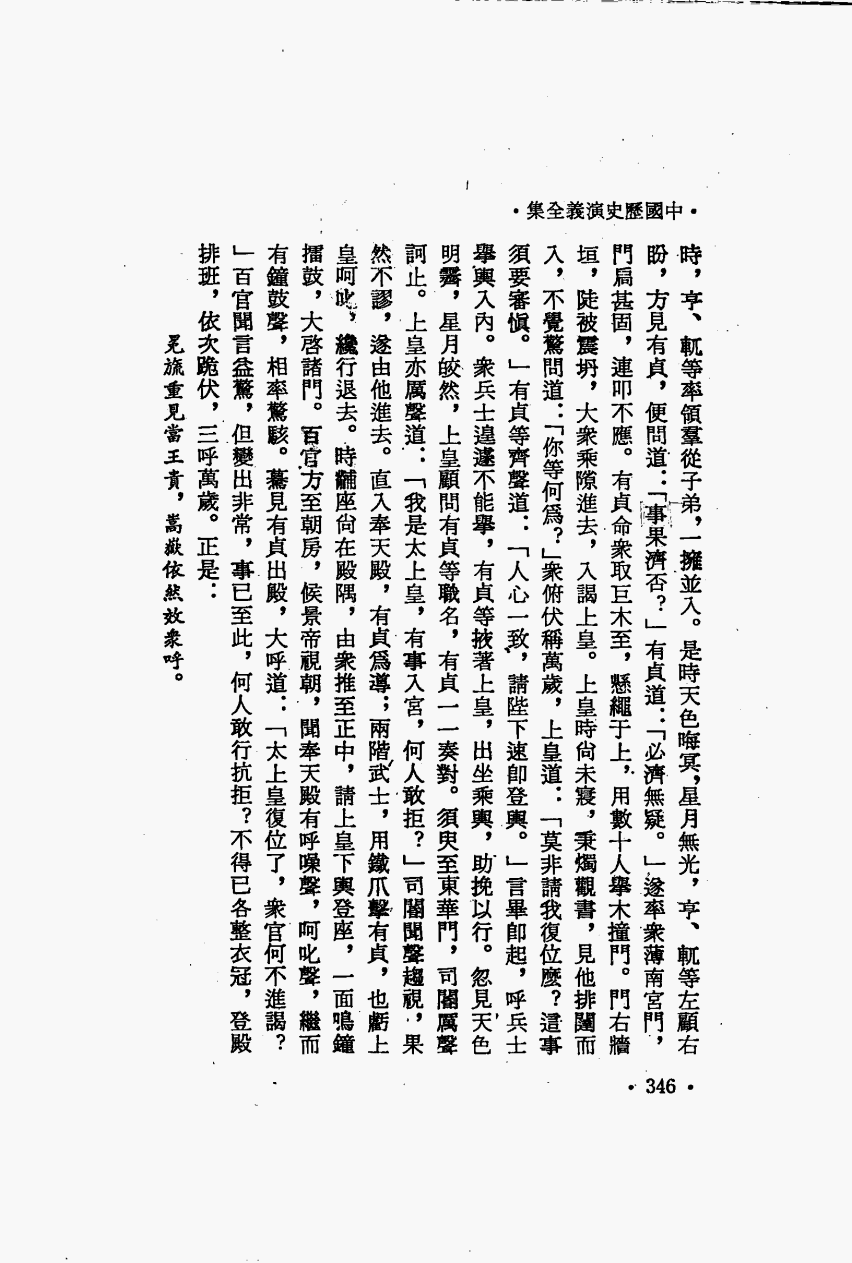 ·中國歷史演義全集·
時，亨、軏等率領羣從子弟，一擁並入。是時天色晦冥，星月無光，亨、軏等左顧右
盼，方見有貞，便問道：「事果濟否？」有貞道：「必濟無疑。」遂率衆薄南宮門，
門扃甚固，連叩不應。有貞命衆取巨木至，懸繩于上，用數十人舉木撞門。門右牆
垣，陡被震坍，大衆乘隙進去，入謁上皇。上皇時尙未寢，秉燭觀書，見他排闥而
入，不覺驚問道：「你等何爲？」衆俯伏稱萬歲，上皇道：「莫非請我復位麼？這事
須要審愼。」有貞等齊聲道：「人心一致，請陛下速卽登輿。」言畢卽起，呼兵士
舉輿入內。衆兵士遑遽不能舉，有貞等掖著上皇，出坐乘輿，助挽以行。忽見天色
明霽，星月皎然，上皇顧問有貞等職名，有貞一一奏對。須臾至東華門，司閽厲聲
訶止。上皇亦厲聲道：「我是太上皇，有事入宮，何人敢拒？」司閽聞聲趨視，果
然不謬，遂由他進去。直入奉天殿，有貞爲導；兩階武士，用鐵爪擊有貞，也虧上
皇呵叱，纔行退去。時黼座尙在殿隅，由衆推至正中，請上皇下輿登座，一面鳴鐘
擂鼓，大啓諸門。百官方至朝房，候景帝視朝，聞奉天殿有呼噪聲，呵叱聲，繼而
有鐘鼓聲，相率驚駭。驀見有貞出殿，大呼道：「太上皇復位了，衆官何不進謁？
」百官聞言益驚，但變出非常，事已至此，何人敢行抗拒？不得已各整衣冠，登殿
排班，依次跪伏，三呼萬歲。正是：
冕旒重見當王貴，嵩嶽依然效衆呼。
·346·